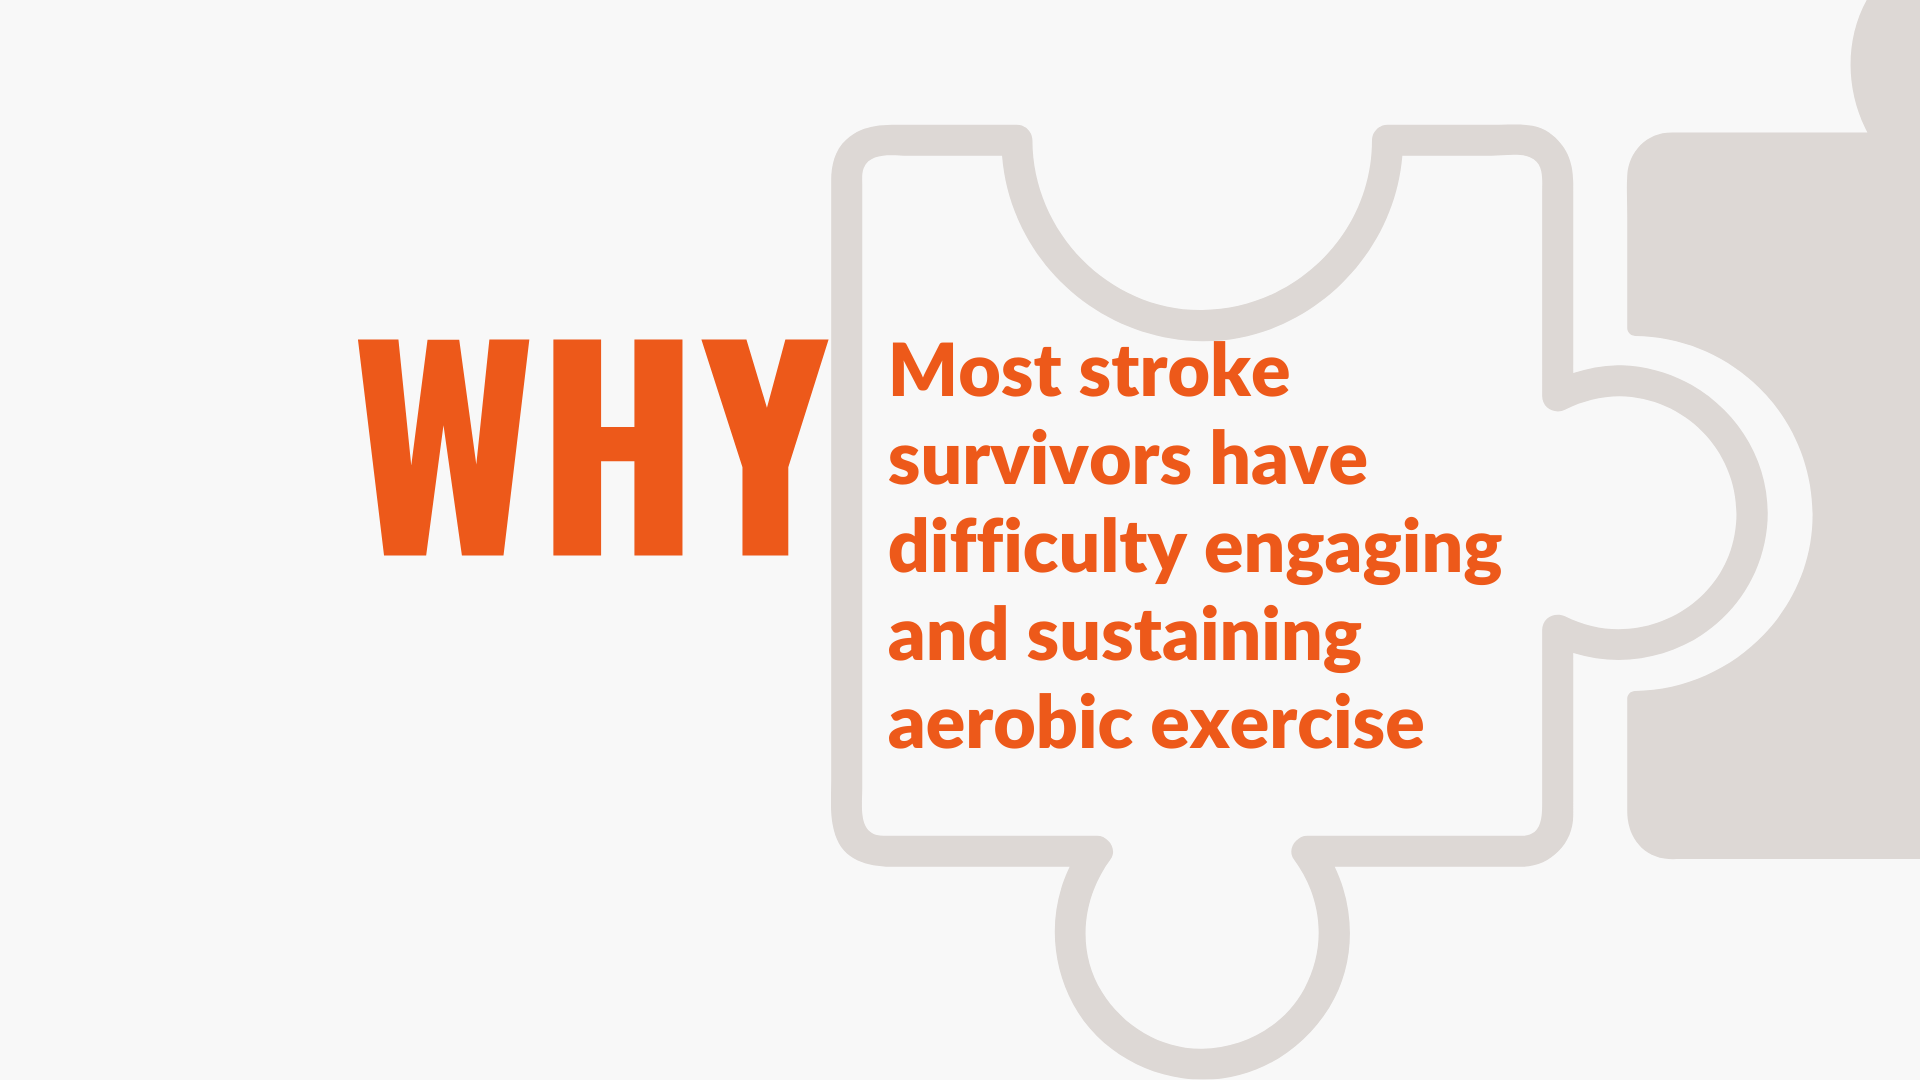 WHY
Most stroke
survivors have
difficulty engaging
and sustaining
aerobic exercise